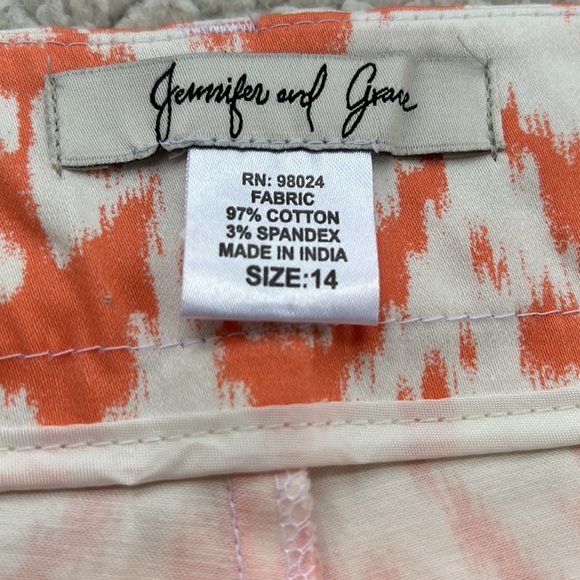 Jennifer and Grace
RN: 98024
FABRIC
97% COTTON
3% SPANDEX
MADE IN INDIA
SIZE:14